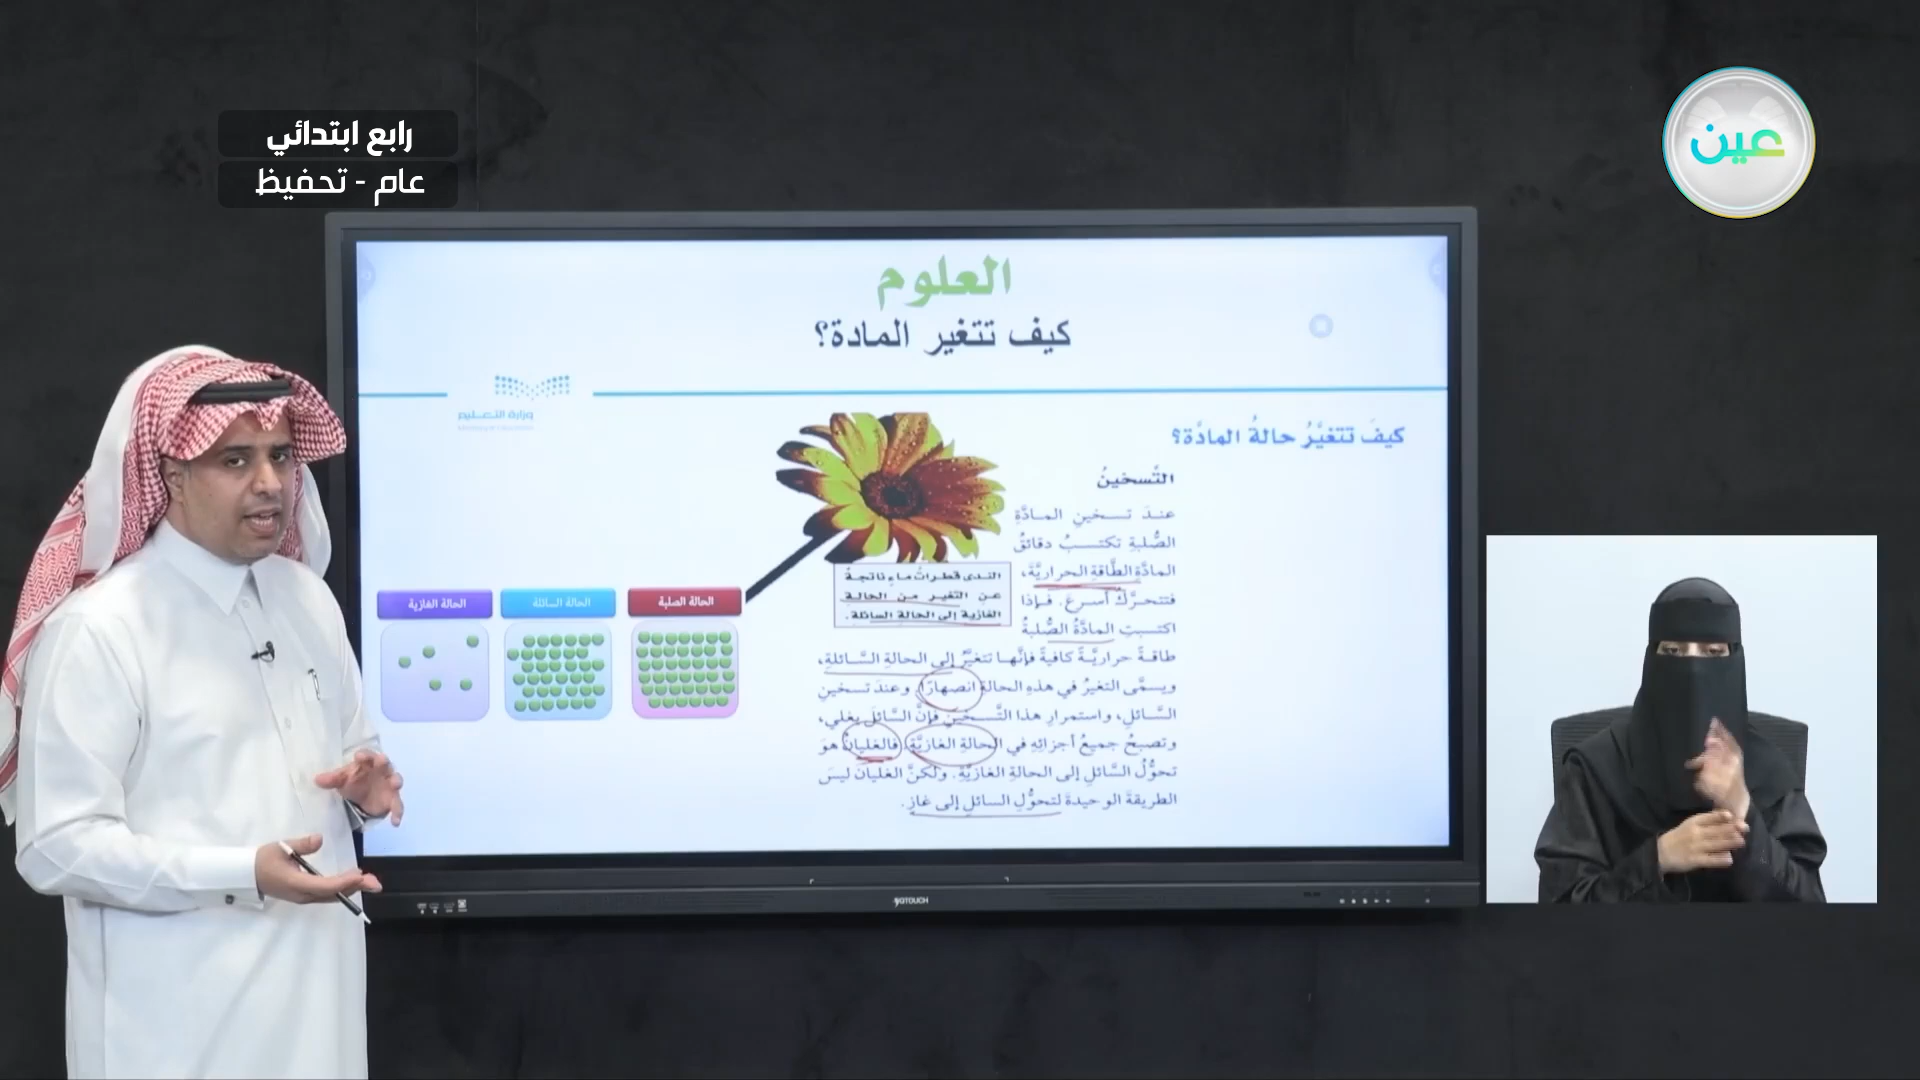 رابع ابتدائي
عام - تحفيظ
عين
العلوم
كيف تتغير المادة؟
وزارة التعليم
كيفَ تتغيَّرُ حالةُ المادَّة؟
التَّسخينُ
عندَ تسخينِ المادَّةِ
الصُّلبةِ تكتسبُ دقائقُ
المادَّةِ الطَّاقةِ الحراريَّةَ،
فتتحرَّكُ أسرعَ. فإذا
اكتسبتِ المادَّةُ الصُّلبةُ
طاقةً حراريَّةً كافيةً فإنَّها تتغيَّرُ إلى الحالةِ السَّائلةِ،
ويسمَّى التغيرُ في هذهِ الحالةِ انصهارًا. وعندَ تسخينِ
السَّائلِ، واستمرارِ هذا التَّسخينِ فإنَّ السَّائلَ يغلي،
وتصبحُ جميعُ أجزائِهِ في الحالةِ الغازيَّةِ. فالغليانُ هوَ
تحوُّلُ السَّائلِ إلى الحالةِ الغازيَّةِ. ولكنَّ الغليان ليسَ
الطريقةَ الوحيدةَ لتحوُّلِ السائلِ إلى غازٍ.
الندى قطراتُ ماءٍ ناتجةٌ
عنِ التغيرِ من الحالةِ
الغازيةِ إلى الحالةِ السائلة.
الحالة الصلبة
الحالة السائلة
الحالة الغازية
IQTOUCH